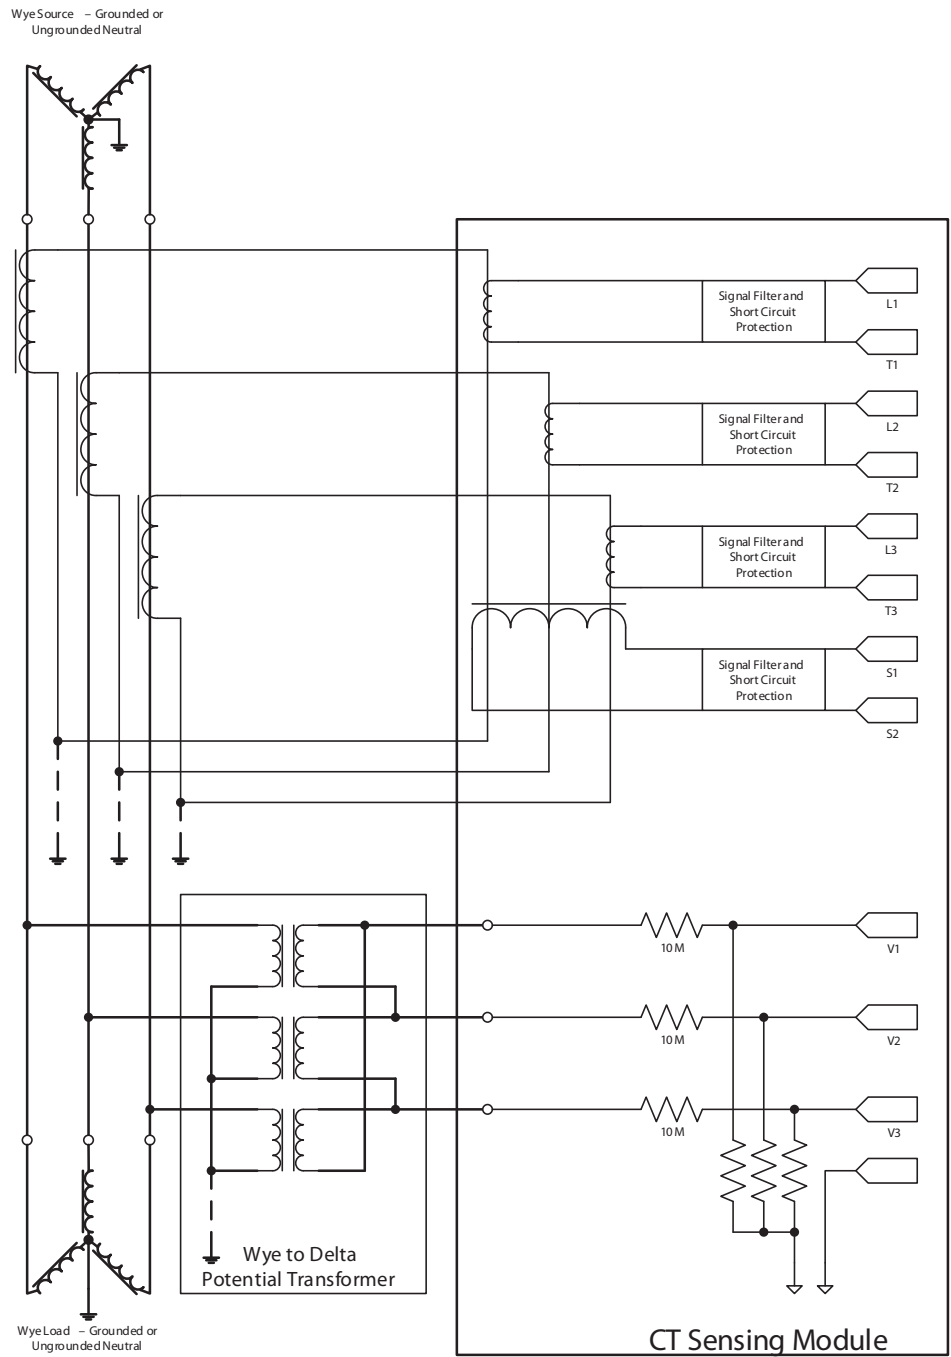 Wye Source – Grounded or
Ungrounded Neutral
Signal Filter and
Short Circuit
Protection
L1
T1
Signal Filter and
Short Circuit
Protection
L2
T2
Signal Filter and
Short Circuit
Protection
L3
T3
Signal Filter and
Short Circuit
Protection
S1
S2
10 M
V1
10 M
V2
10 M
V3
Wye to Delta
Potential Transformer
Wye Load – Grounded or
Ungrounded Neutral
CT Sensing Module